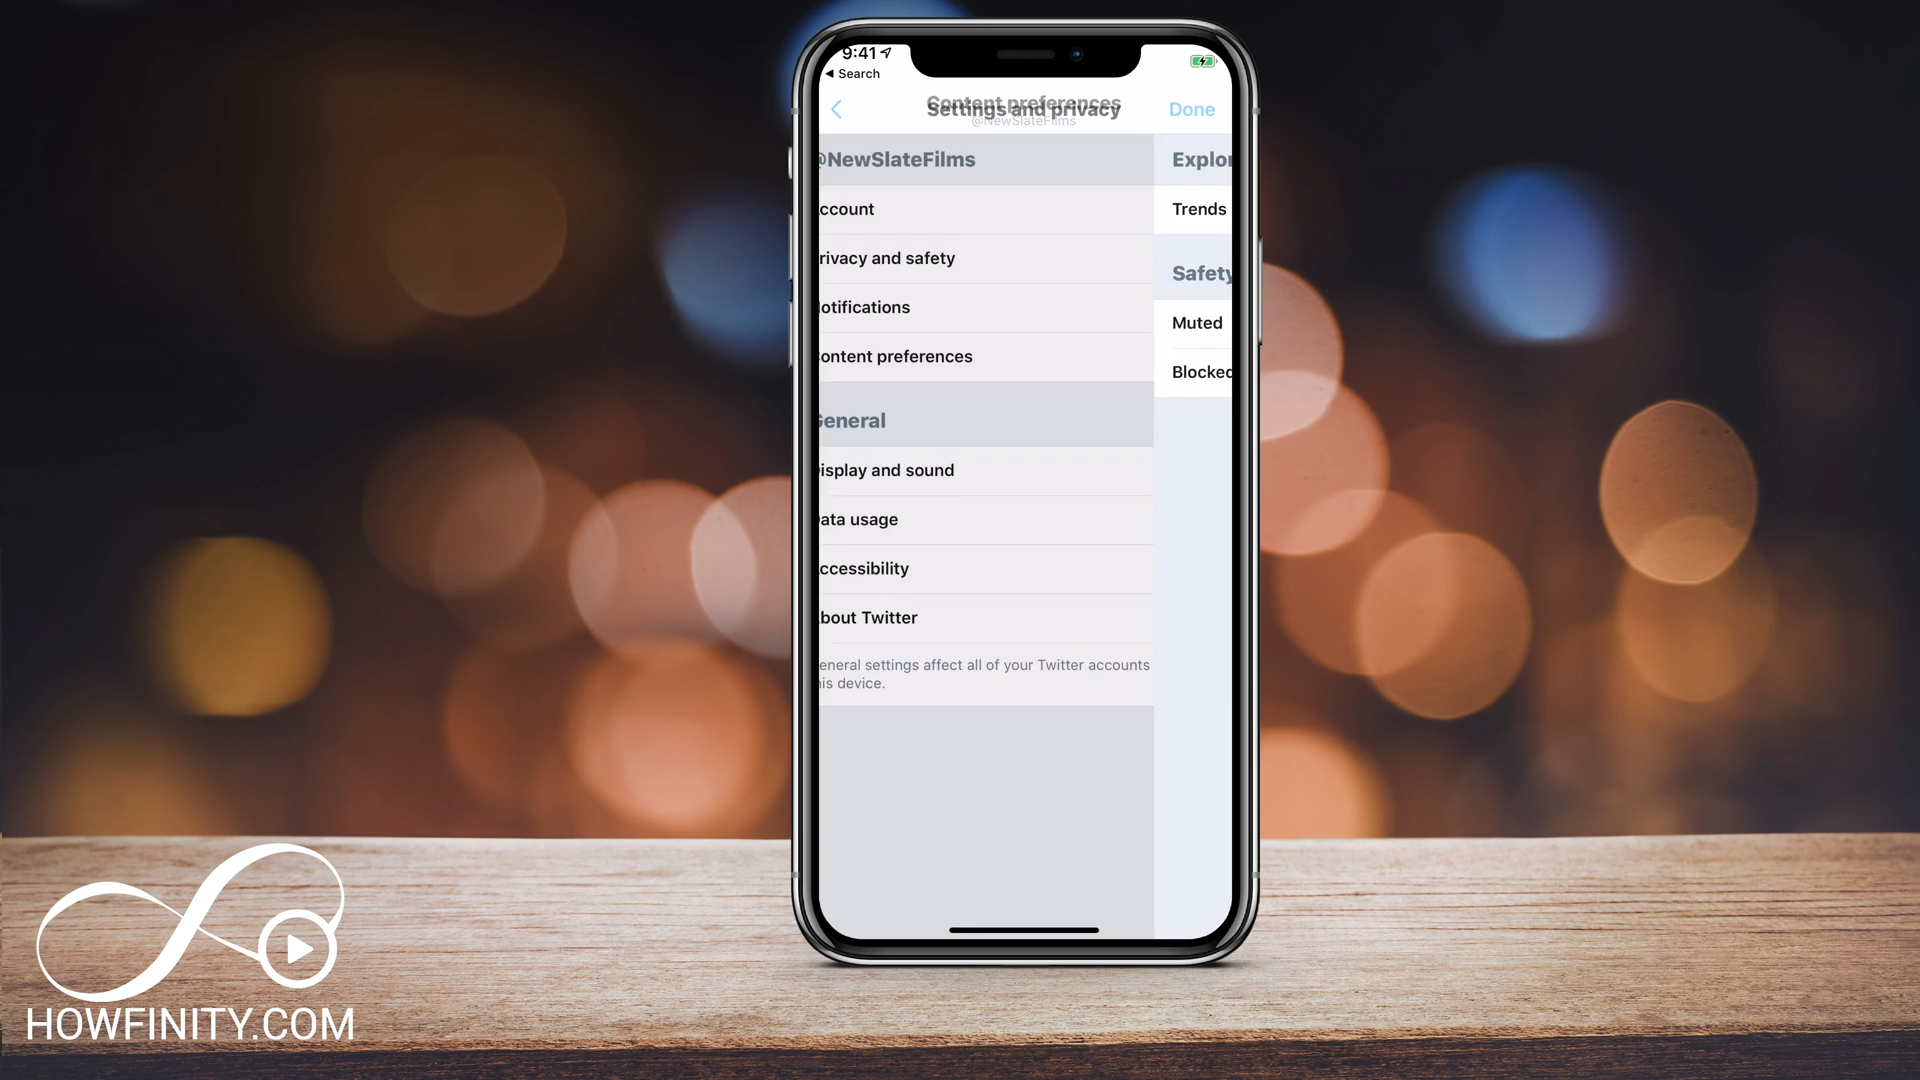 9:41
Search
Content preferences
Settings and privacy
@NewSlateFilms
Done
@NewSlateFilms
Explor
ccount
Trends
rivacy and safety
Safety
otifications
Muted
ontent preferences
Blocked
General
isplay and sound
ata usage
ccessibility
bout Twitter
eneral settings affect all of your Twitter accounts
is device.
HOWFINITY.COM